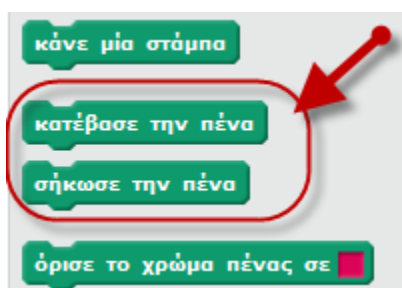 κάνε μία στάμπα
κατέβασε την πένα
σήκωσε την πένα
όρισε το χρώμα πένας σε